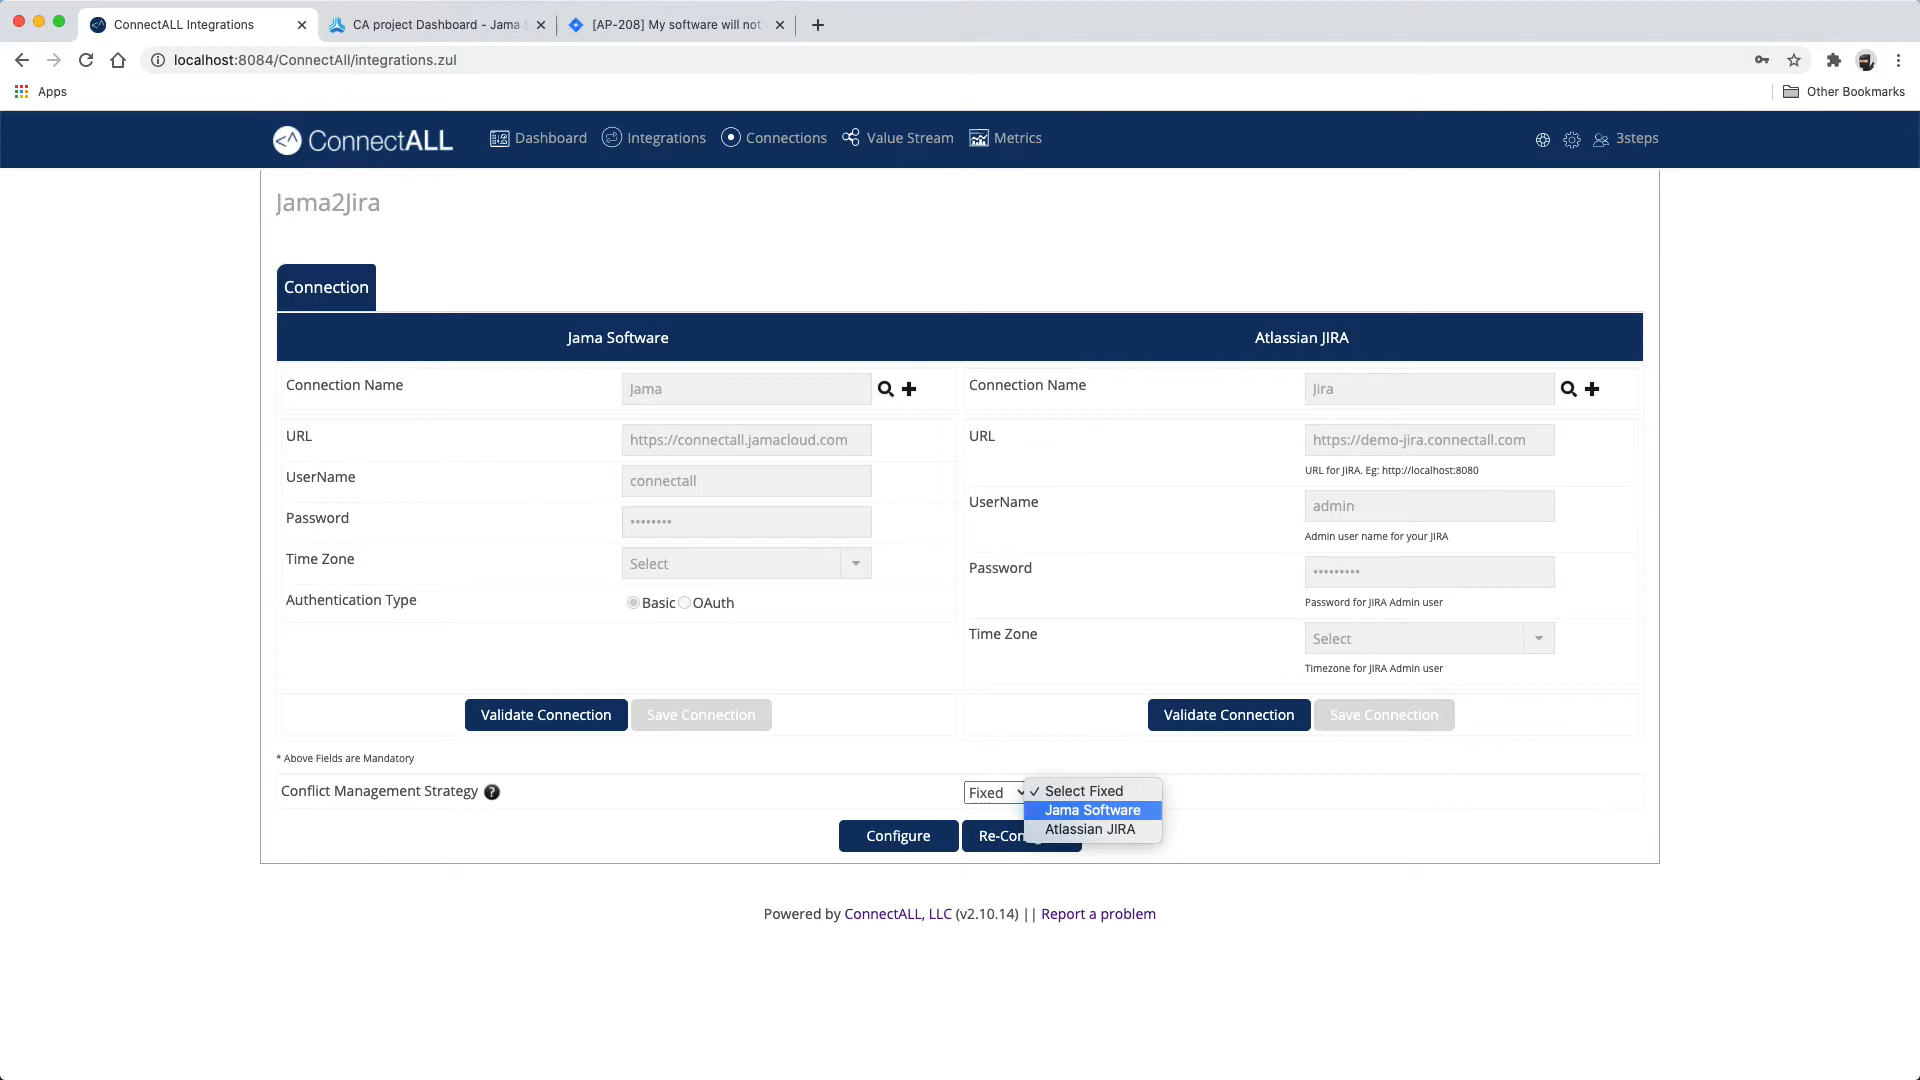 ConnectALL Integrations
CA project Dashboard - Jama S
[AP-208] My software will not
localhost:8084/ConnectAll/integrations.zul
Apps
Other Bookmarks
ConnectALL
Dashboard
Integrations
Connections
Value Stream
Metrics
3steps
Jama2Jira
Connection
Jama Software
Atlassian JIRA
Connection Name
Jama
Connection Name
Jira
URL
https://connectall.jamacloud.com
URL
https://demo-jira.connectall.com
URL for JIRA. Eg: http://localhost:8080
UserName
connectall
UserName
admin
Admin user name for your JIRA
Password
••••••••
Password
•••••••••
Password for JIRA Admin user
Time Zone
Select
Time Zone
Select
Timezone for JIRA Admin user
Authentication Type
Basic
OAuth
Validate Connection
Save Connection
Validate Connection
Save Connection
* Above Fields are Mandatory
Conflict Management Strategy
Fixed
✓ Select Fixed
Jama Software
Atlassian JIRA
Configure
Re-Con
Powered by ConnectALL, LLC (v2.10.14) || Report a problem